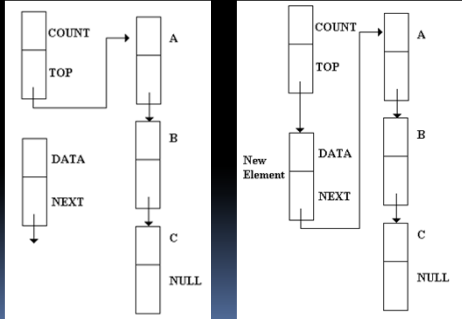 COUNT
TOP
A
B
DATA
NEXT
C
NULL
COUNT
TOP
A
New
Element
DATA
NEXT
B
C
NULL